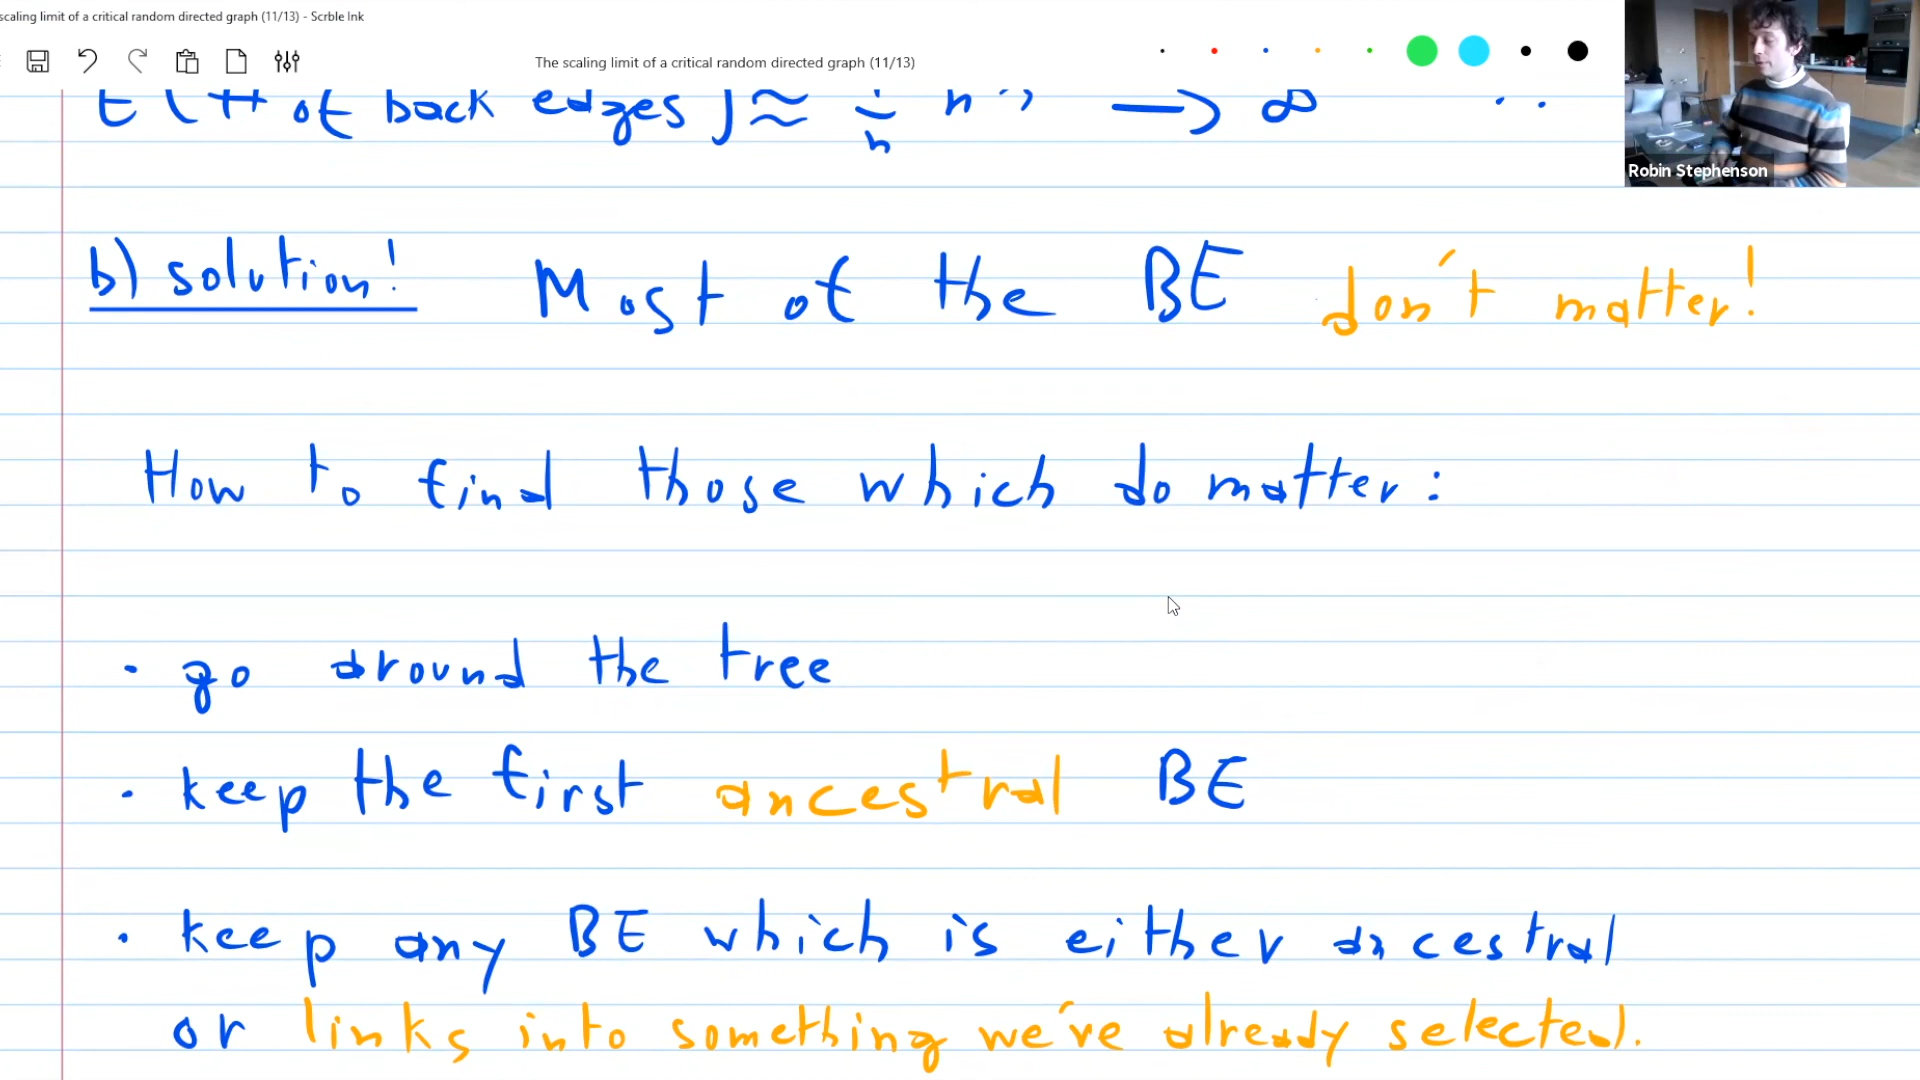 scaling limit of a critical random directed graph (11/13) - Scrble Ink
The scaling limit of a critical random directed graph (11/13)
Robin Stephenson
# of back edges ≈ n → ∞
b) solution! Most of the BE don't matter!
How to find those which do matter:
. go around the tree
. keep the first ancestral BE
. keep any BE which is either ancestral
or links into something we've already selected.